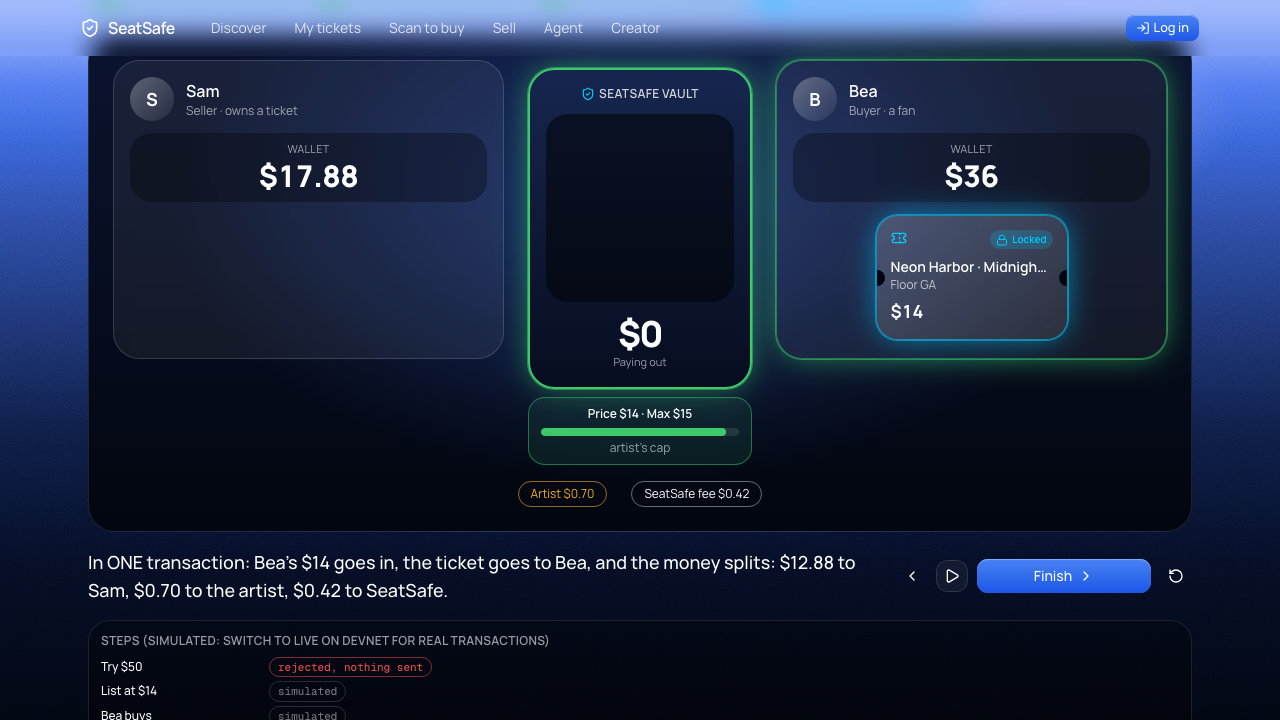 SeatSafe
Discover
My tickets
Scan to buy
Sell
Agent
Creator
Log in
S
Sam
Seller · owns a ticket
WALLET
$17.88
SEATSAFE VAULT
$0
Paying out
Price $14 · Max $15
artist's cap
Artist $0.70
SeatSafe fee $0.42
B
Bea
Buyer · a fan
WALLET
$36
Locked
Neon Harbor · Midnigh…
Floor GA
$14
In ONE transaction: Bea's $14 goes in, the ticket goes to Bea, and the money splits: $12.88 to
Sam, $0.70 to the artist, $0.42 to SeatSafe.
Finish
STEPS (SIMULATED: SWITCH TO LIVE ON DEVNET FOR REAL TRANSACTIONS)
Try $50
rejected, nothing sent
List at $14
simulated
Bea buys
simulated